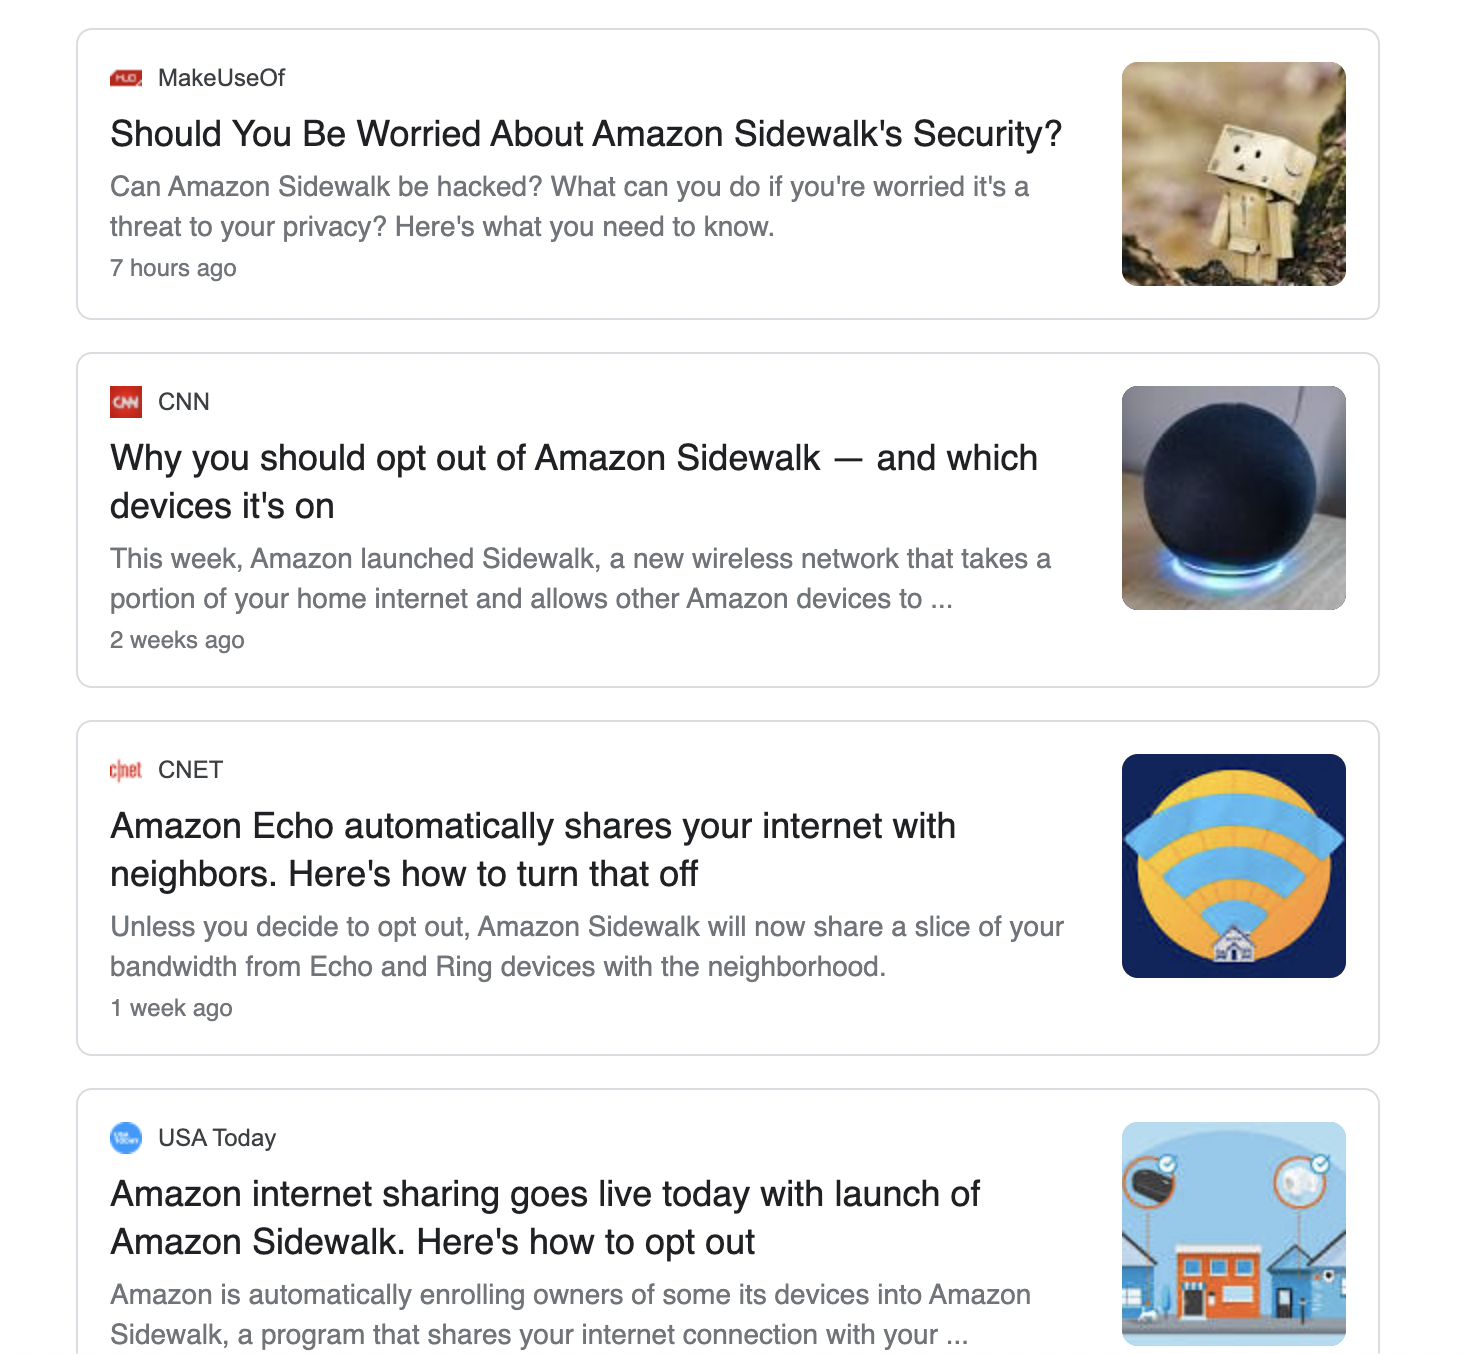 MUO MakeUseOf
Should You Be Worried About Amazon Sidewalk's Security?
Can Amazon Sidewalk be hacked? What can you do if you're worried it's a
threat to your privacy? Here's what you need to know.
7 hours ago
CNN CNN
Why you should opt out of Amazon Sidewalk — and which
devices it's on
This week, Amazon launched Sidewalk, a new wireless network that takes a
portion of your home internet and allows other Amazon devices to ...
2 weeks ago
c|net CNET
Amazon Echo automatically shares your internet with
neighbors. Here's how to turn that off
Unless you decide to opt out, Amazon Sidewalk will now share a slice of your
bandwidth from Echo and Ring devices with the neighborhood.
1 week ago
USA TODAY USA Today
Amazon internet sharing goes live today with launch of
Amazon Sidewalk. Here's how to opt out
Amazon is automatically enrolling owners of some its devices into Amazon
Sidewalk, a program that shares your internet connection with your ...